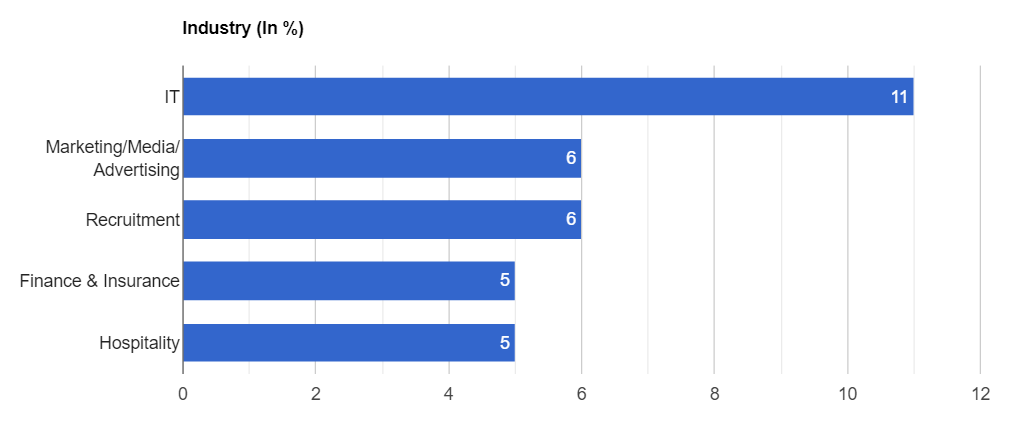 Industry (In %)
IT
11
Marketing/Media/
Advertising
6
Recruitment
6
Finance & Insurance
5
Hospitality
5
0 2 4 6 8 10 12